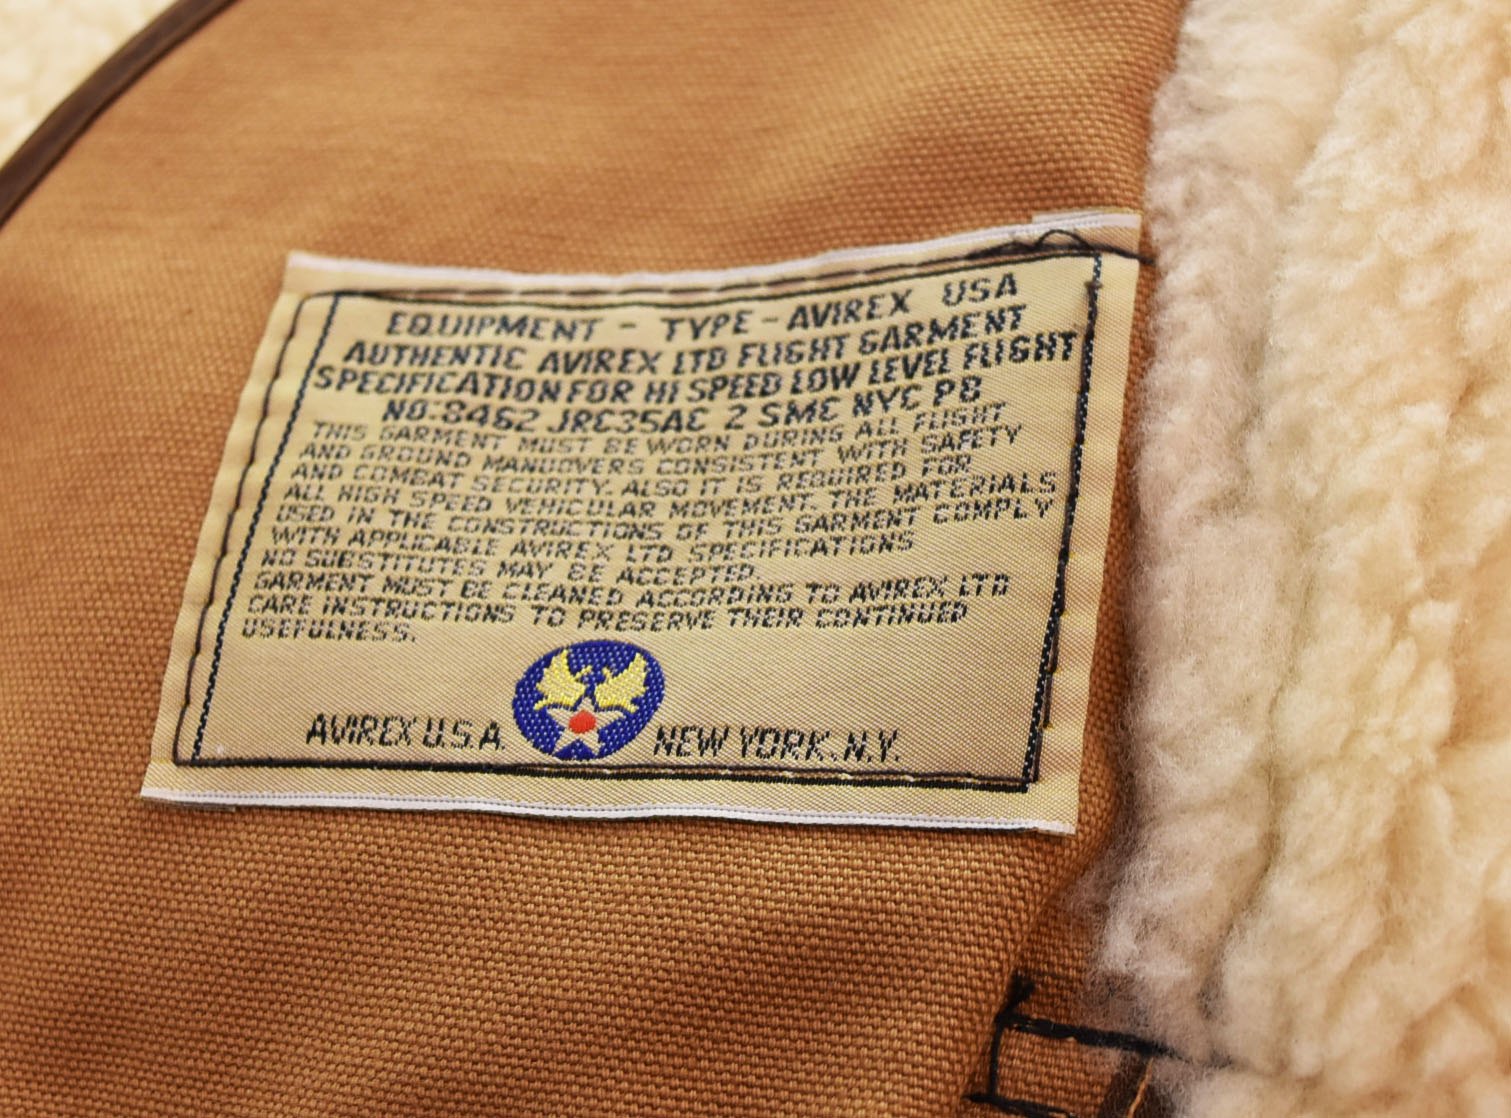 EQUIPMENT - TYPE - AVIREX USA
AUTHENTIC AVIREX LTD FLIGHT GARMENT
SPECIFICATION FOR HI SPEED LOW LEVEL FLIGHT
NO. 8462 JRC35AC 2 SMC NYC PB
THIS GARMENT MUST BE WORN DURING ALL FLIGHT
AND GROUND MANUOVERS CONSISTENT WITH SAFETY
AND COMBAT SECURITY. ALSO IT IS REQUIRED FOR
ALL HIGH SPEED VEHICULAR MOVEMENT. THE MATERIALS
USED IN THE CONSTRUCTIONS OF THIS GARMENT COMPLY
WITH APPLICABLE AVIREX LTD SPECIFICATIONS
NO SUBSTITUTES MAY BE ACCEPTED.
GARMENT MUST BE CLEANED ACCORDING TO AVIREX LTD
CARE INSTRUCTIONS TO PRESERVE THEIR CONTINUED
USEFULNESS.
AVIREX U.S.A. NEW YORK. N.Y.